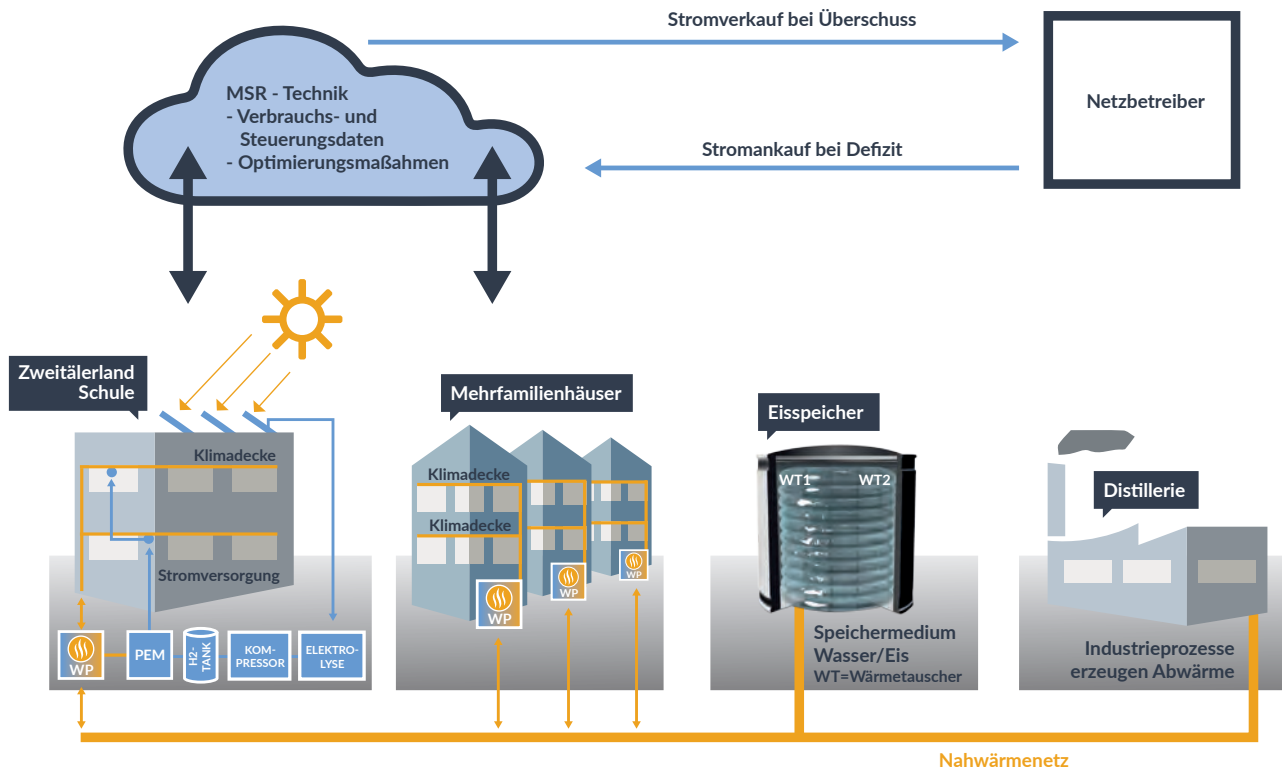 Stromverkauf bei Überschuss
MSR - Technik
- Verbrauchs- und
Steuerungsdaten
- Optimierungsmaßahmen
Netzbetreiber
Stromankauf bei Defizit
Zweitälerland
Schule
Mehrfamilienhäuser
Eisspeicher
Distillerie
Klimadecke
Stromversorgung
WP
PEM
H2-
TANK
KOM-
PRESSOR
ELEKTRO-
LYSE
Klimadecke
Klimadecke
WP
WP
WP
WT1
WT2
Speichermedium
Wasser/Eis
WT=Wärmetauscher
Industrieprozesse
erzeugen Abwärme
Nahwärmenetz